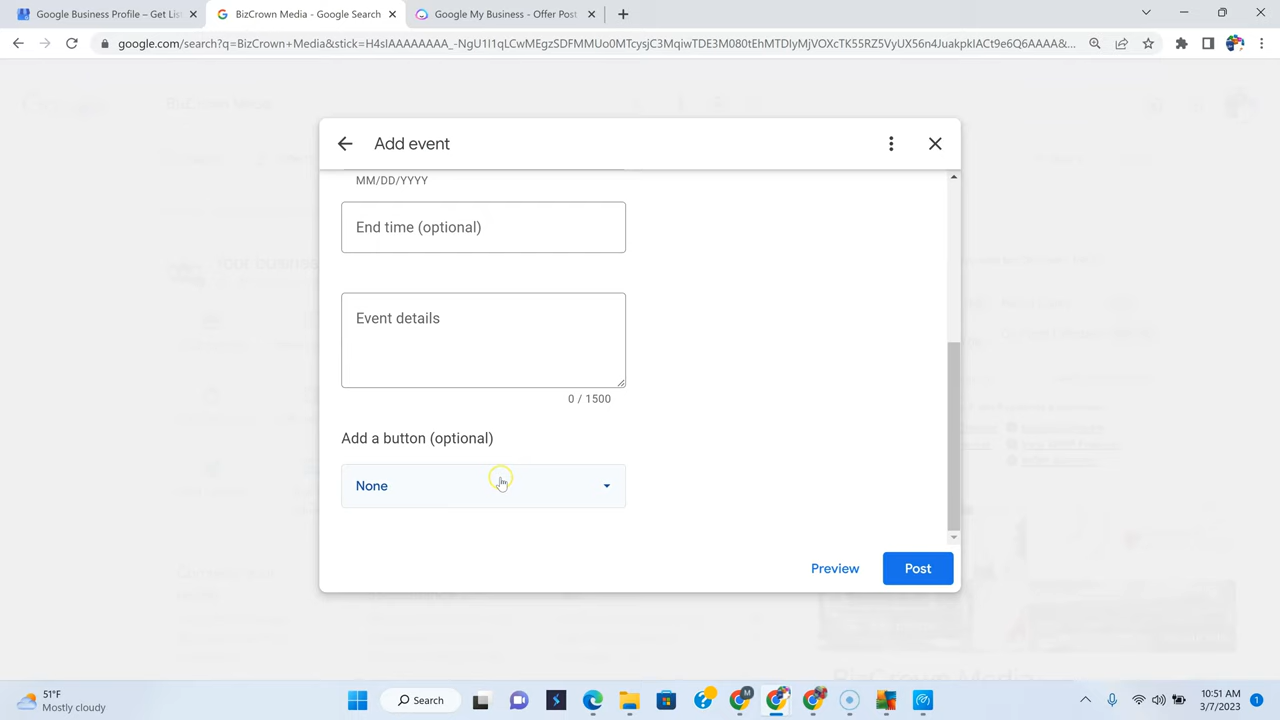 Google Business Profile – Get Lis
BizCrown Media - Google Search
Google My Business - Offer Post
google.com/search?q=BizCrown+Media&stick=H4sIAAAAAAAA_-NgU1I1qLCwMEgzSDFMMUo0MTcysjC3MqiwTDE3M080tEhMTDIyMjVOXcTK55RZ5VyUX56n4JuakpkIACt9e6Q6AAAA&...
Add event
MM/DD/YYYY
End time (optional)
Event details
0 / 1500
Add a button (optional)
None
Preview
Post
51°F
Mostly cloudy
Search
10:51 AM
3/7/2023